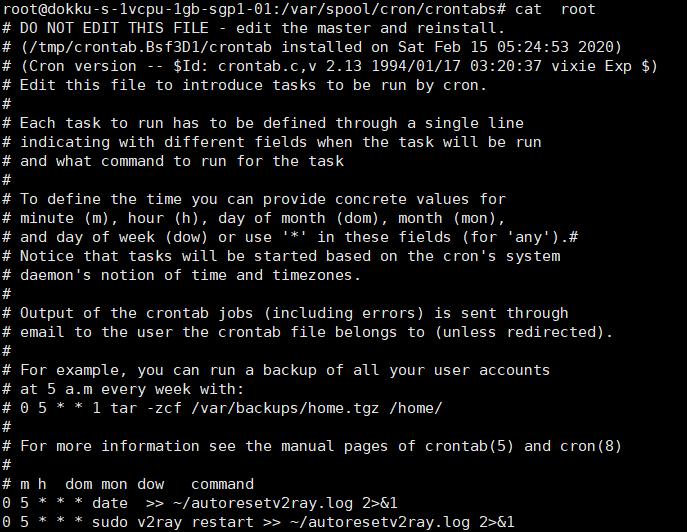 root@dokku-s-1vcpu-1gb-sgp1-01:/var/spool/cron/crontabs# cat  root
# DO NOT EDIT THIS FILE - edit the master and reinstall.
# (/tmp/crontab.Bsf3D1/crontab installed on Sat Feb 15 05:24:53 2020)
# (Cron version -- $Id: crontab.c,v 2.13 1994/01/17 03:20:37 vixie Exp $)
# Edit this file to introduce tasks to be run by cron.
#
# Each task to run has to be defined through a single line
# indicating with different fields when the task will be run
# and what command to run for the task
#
# To define the time you can provide concrete values for
# minute (m), hour (h), day of month (dom), month (mon),
# and day of week (dow) or use '*' in these fields (for 'any').#
# Notice that tasks will be started based on the cron's system
# daemon's notion of time and timezones.
#
# Output of the crontab jobs (including errors) is sent through
# email to the user the crontab file belongs to (unless redirected).
#
# For example, you can run a backup of all your user accounts
# at 5 a.m every week with:
# 0 5 * * 1 tar -zcf /var/backups/home.tgz /home/
#
# For more information see the manual pages of crontab(5) and cron(8)
#
# m h  dom mon dow   command
0 5 * * * date  >> ~/autoresetv2ray.log 2>&1
0 5 * * * sudo v2ray restart >> ~/autoresetv2ray.log 2>&1